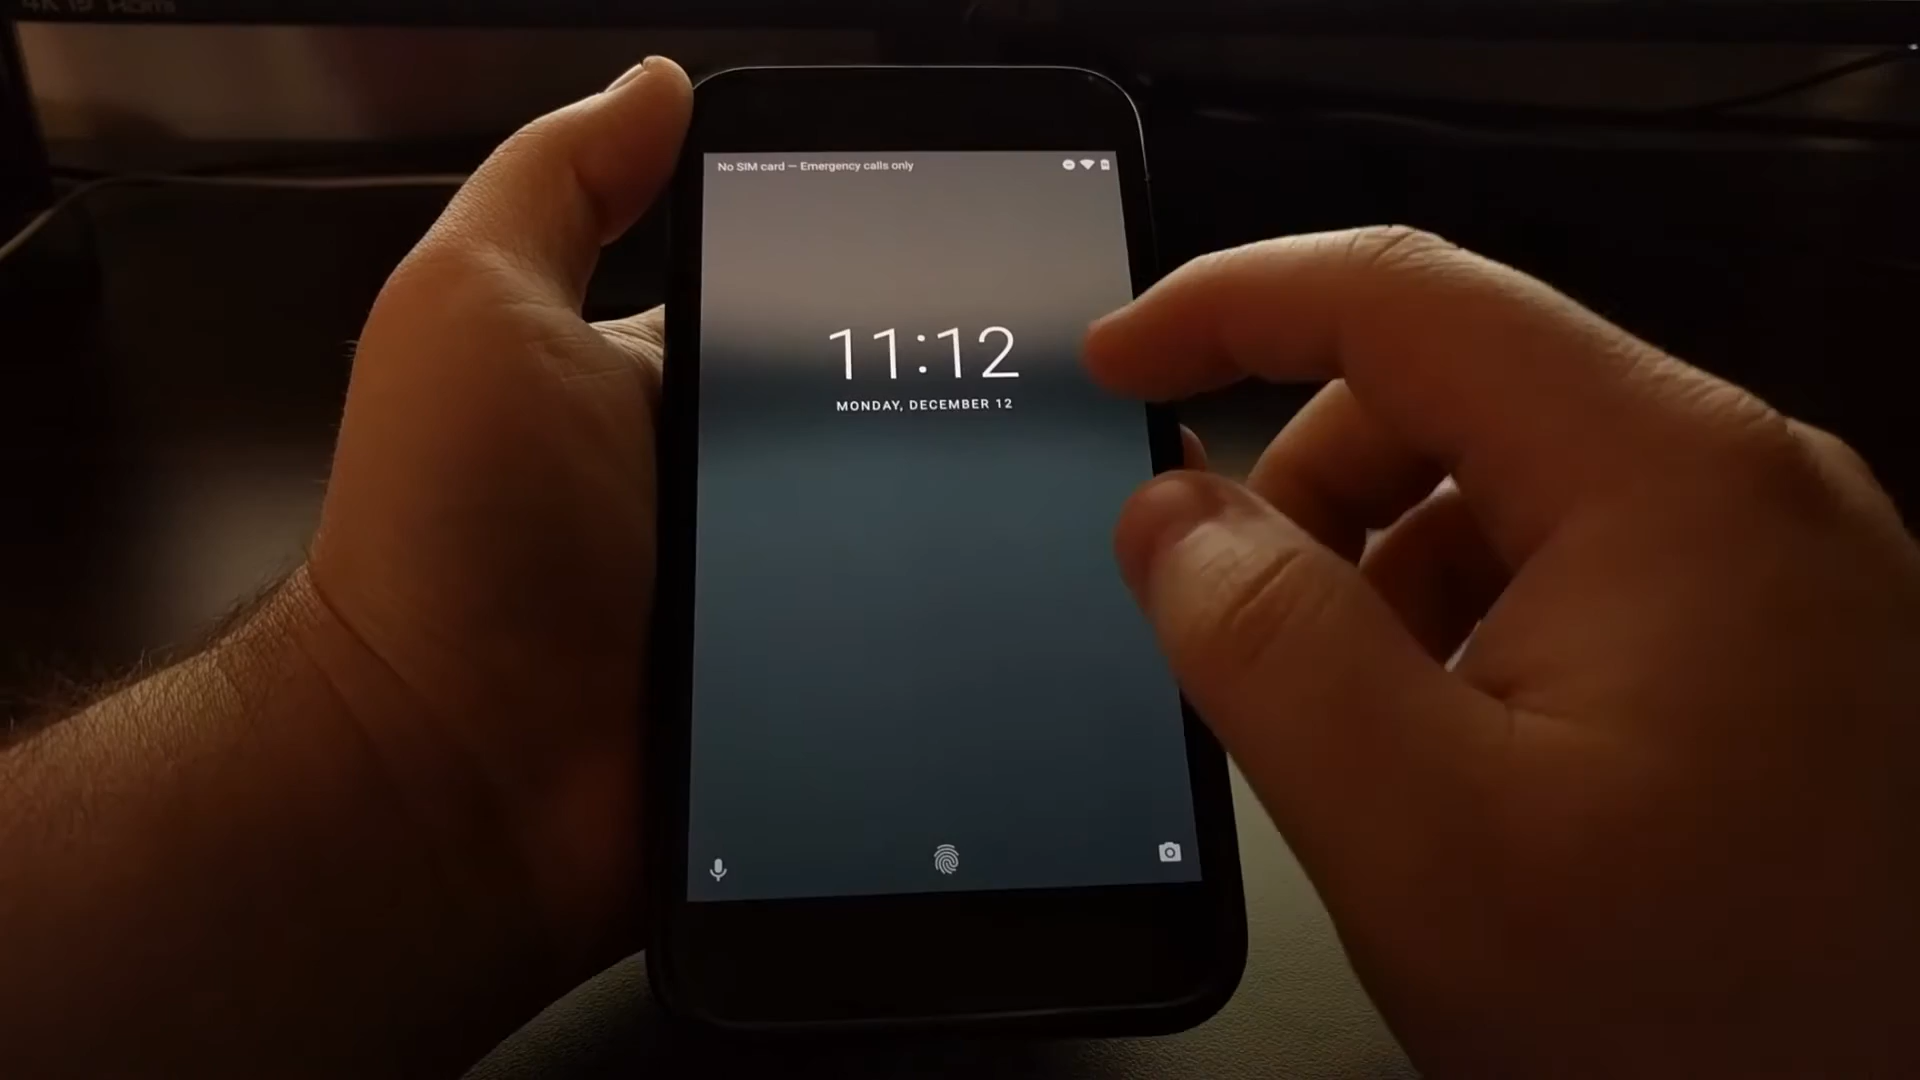 No SIM card — Emergency calls only
11:12
MONDAY, DECEMBER 12